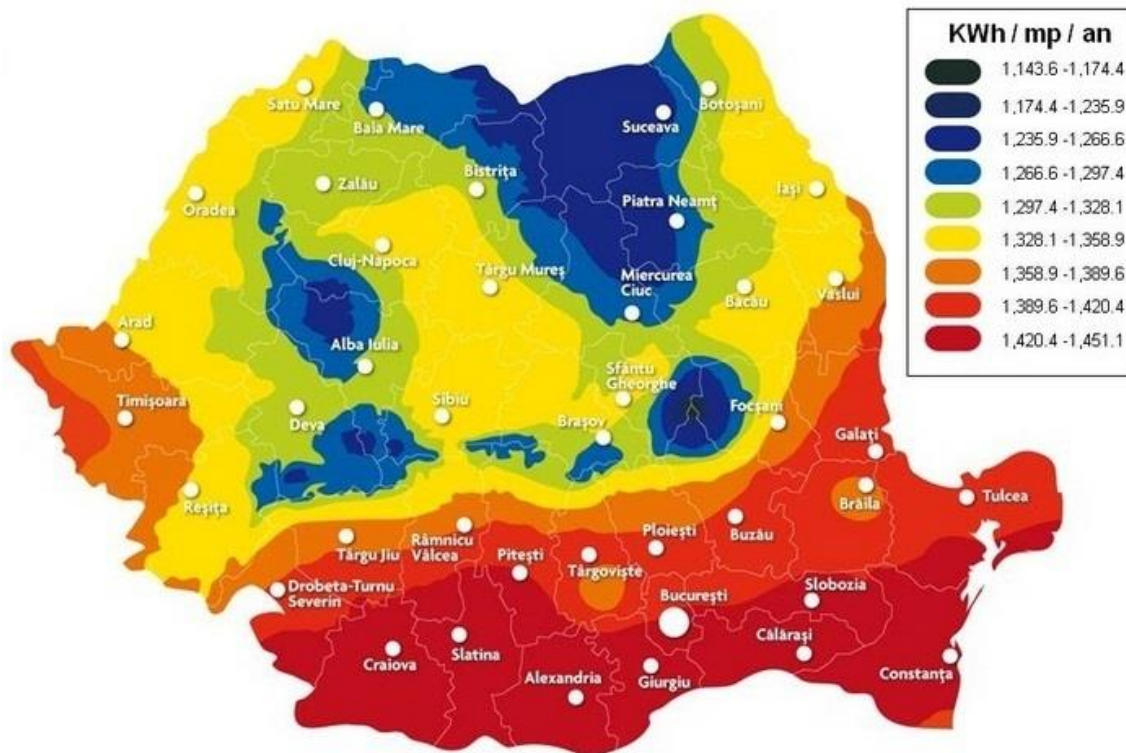 KWh / mp / an
1,143.6 -1,174.4
1,174.4 -1,235.9
1,235.9 -1,266.6
1,266.6 -1,297.4
1,297.4 -1,328.1
1,328.1 -1,358.9
1,358.9 -1,389.6
1,389.6 -1,420.4
1,420.4 -1,451.1
Satu Mare
Baia Mare
Botoșani
Suceava
Zalău
Bistrița
Iași
Oradea
Piatra Neamț
Cluj-Napoca
Târgu Mureș
Miercurea
Ciuc
Bacău
Vaslui
Arad
Alba Iulia
Sfântu
Gheorghe
Timișoara
Deva
Sibiu
Brașov
Focșani
Galați
Reșița
Brăila
Tulcea
Târgu Jiu
Râmnicu
Vâlcea
Pitești
Târgoviște
Ploiești
Buzău
Drobeta-Turnu
Severin
București
Slobozia
Craiova
Slatina
Alexandria
Giurgiu
Călărași
Constanța